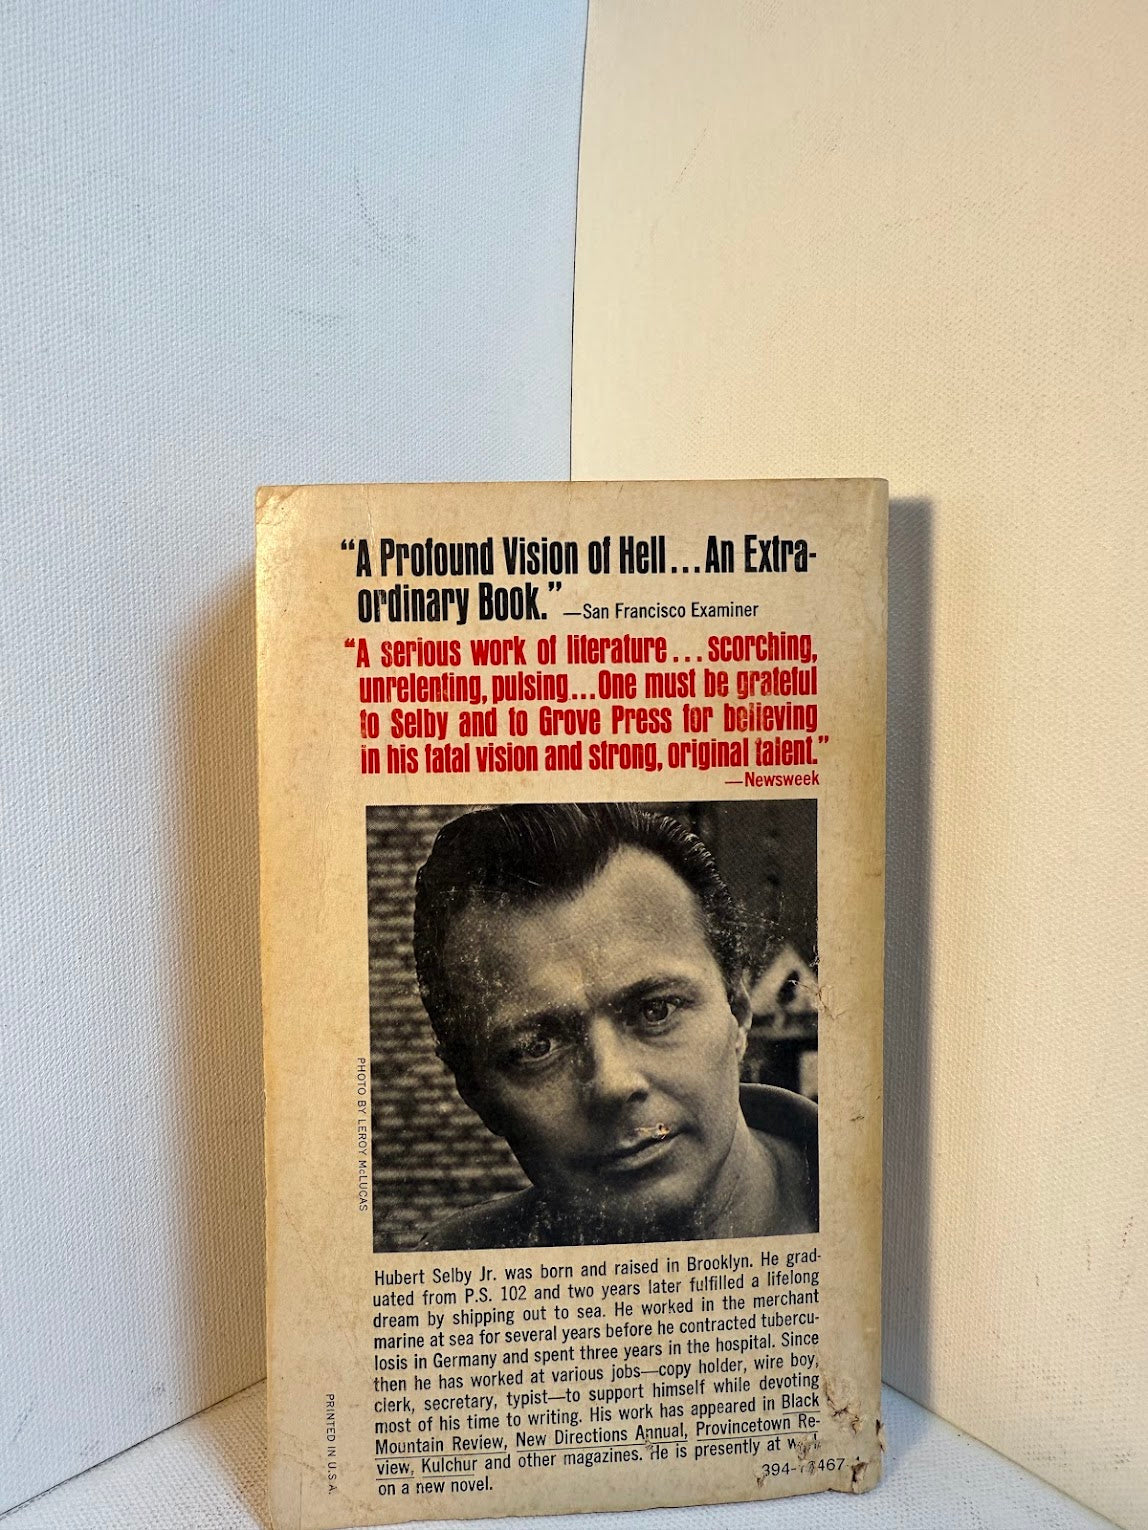 “A Profound Vision of Hell...An Extra-
ordinary Book.” —San Francisco Examiner
“A serious work of literature...scorching,
unrelenting, pulsing...One must be grateful
to Selby and to Grove Press for believing
in his fatal vision and strong, original talent.”
—Newsweek
PHOTO BY LEROY McLUCAS
Hubert Selby Jr. was born and raised in Brooklyn. He grad-
uated from P.S. 102 and two years later fulfilled a lifelong
dream by shipping out to sea. He worked in the merchant
marine at sea for several years before he contracted tubercu-
losis in Germany and spent three years in the hospital. Since
then he has worked at various jobs—copy holder, wire boy,
clerk, secretary, typist—to support himself while devoting
most of his time to writing. His work has appeared in Black
Mountain Review, New Directions Annual, Provincetown Re-
view, Kulchur and other magazines. He is presently at work
on a new novel.
PRINTED IN U.S.A.